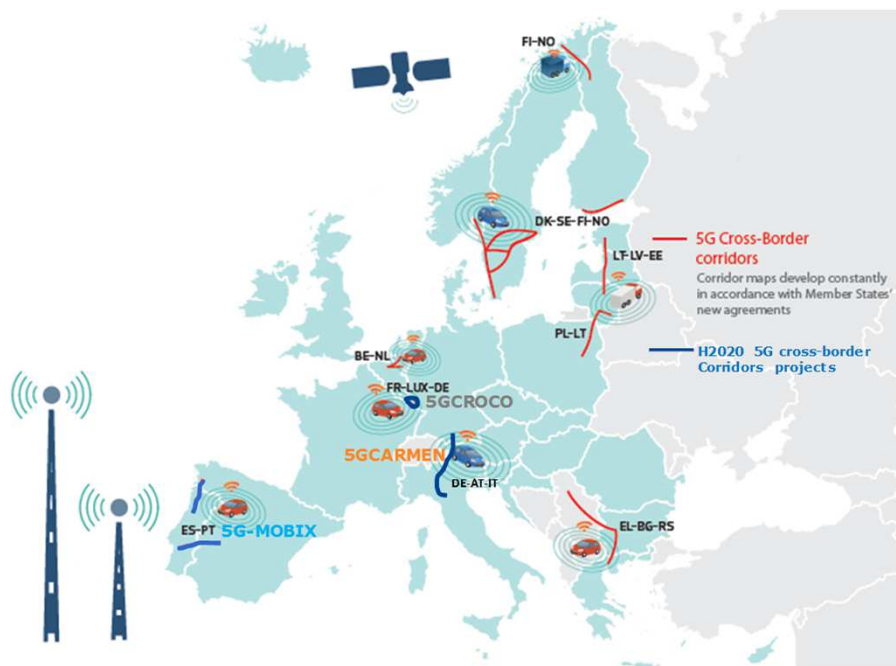 FI-NO
DK-SE-FI-NO
5G Cross-Border
corridors
LT-LV-EE
Corridor maps develop constantly
in accordance with Member States'
new agreements
PL-LT
H2020 5G cross-border
Corridors projects
BE-NL
FR-LUX-DE
5GCROCO
5GCARMEN
DE-AT-IT
ES-PT
5G-MOBIX
EL-BG-RS